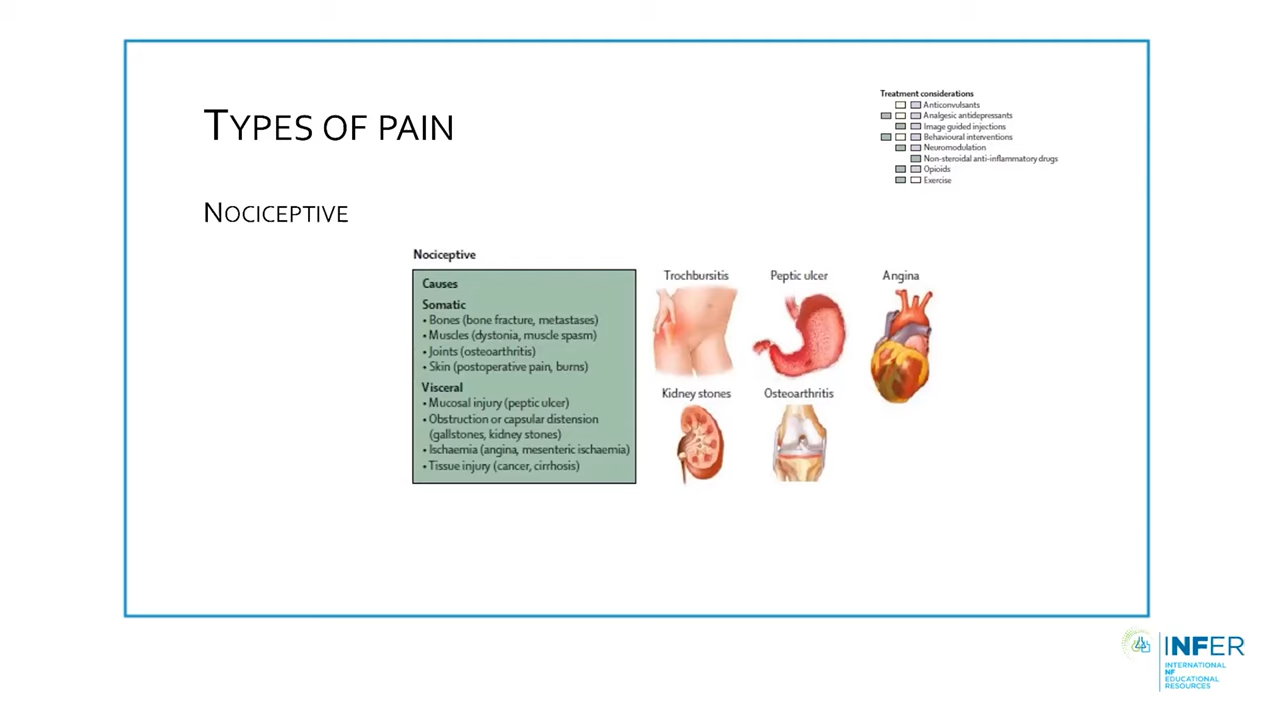 TYPES OF PAIN
NOCICEPTIVE
Treatment considerations
Anticonvulsants
Analgesic antidepressants
Image guided injections
Behavioural interventions
Neuromodulation
Non-steroidal anti-inflammatory drugs
Opioids
Exercise
Nociceptive
Causes
Somatic
• Bones (bone fracture, metastases)
• Muscles (dystonia, muscle spasm)
• Joints (osteoarthritis)
• Skin (postoperative pain, burns)
Visceral
• Mucosal injury (peptic ulcer)
• Obstruction or capsular distension
(gallstones, kidney stones)
• Ischaemia (angina, mesenteric ischaemia)
• Tissue injury (cancer, cirrhosis)
Trochbursitis
Peptic ulcer
Angina
Kidney stones
Osteoarthritis
INFER
INTERNATIONAL
NF
EDUCATIONAL
RESOURCES